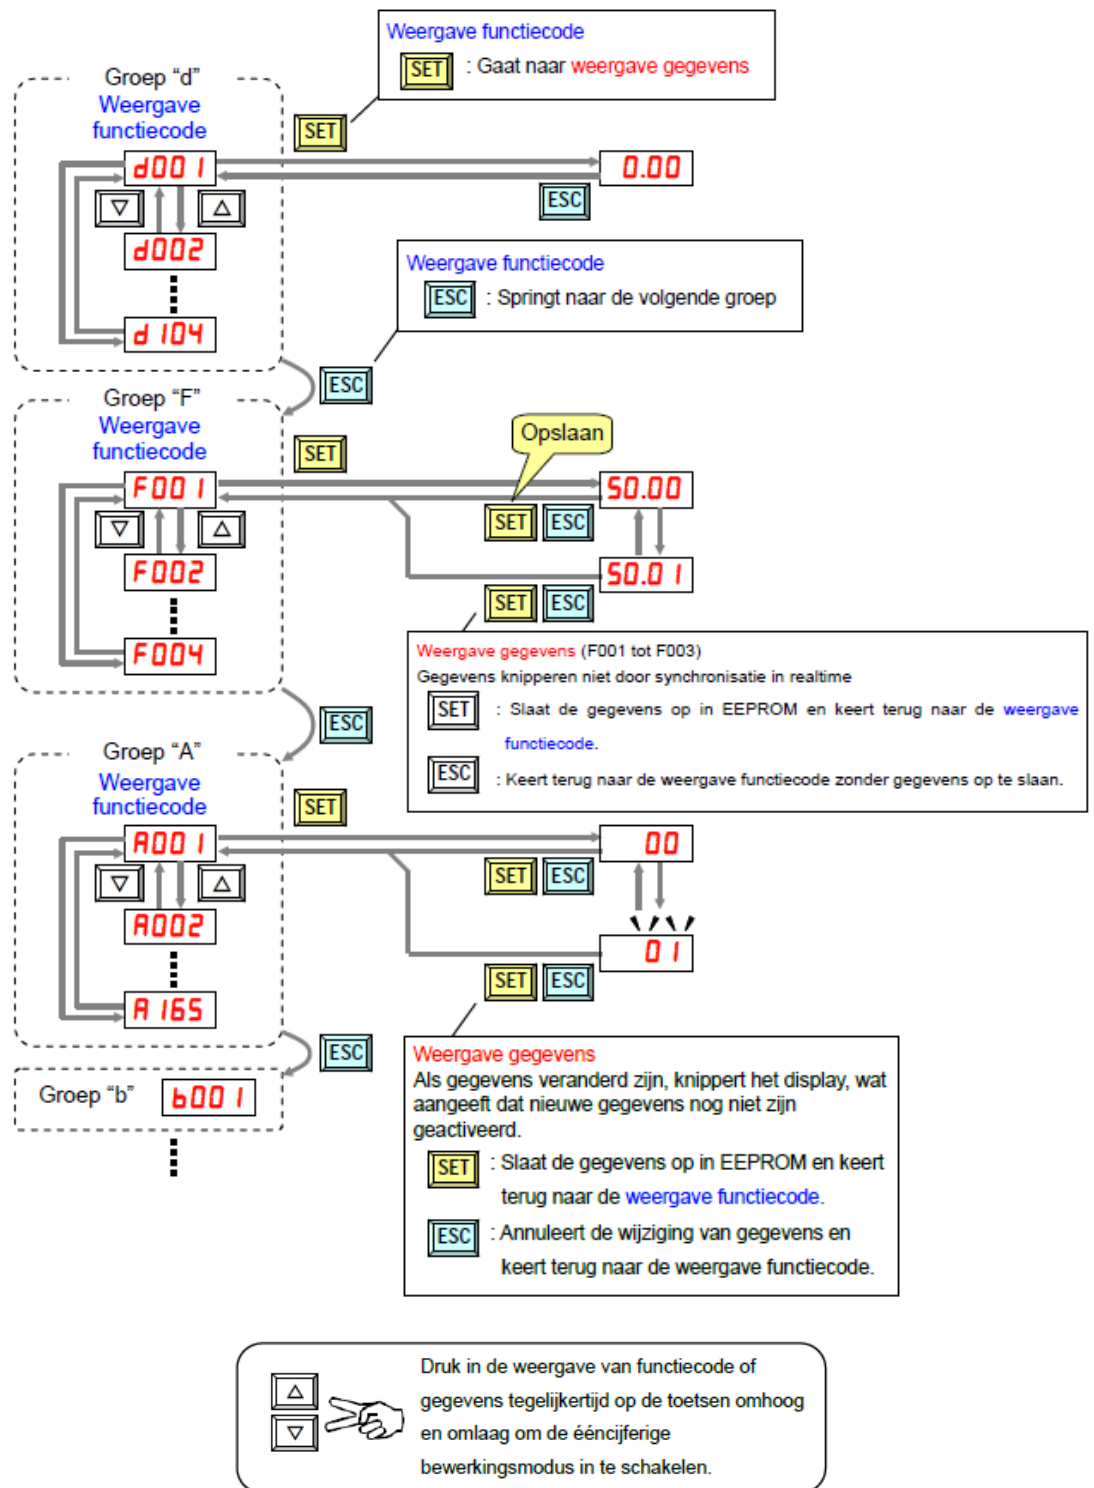 Weergave functiecode
SET : Gaat naar weergave gegevens
Groep “d”
Weergave
functiecode
SET
d001
0.00
ESC
▽ △
d002
d104
Weergave functiecode
ESC : Springt naar de volgende groep
ESC
Groep “F”
Weergave
functiecode
SET
Opslaan
F001
50.00
▽ △
SET ESC
F002
50.01
SET ESC
F004
Weergave gegevens (F001 tot F003)
Gegevens knipperen niet door synchronisatie in realtime
SET : Slaat de gegevens op in EEPROM en keert terug naar de weergave
functiecode.
ESC : Keert terug naar de weergave functiecode zonder gegevens op te slaan.
ESC
Groep “A”
Weergave
functiecode
SET
A001
00
▽ △
SET ESC
A002
01
SET ESC
A165
ESC
Groep “b” b001
Weergave gegevens
Als gegevens veranderd zijn, knippert het display, wat
aangeeft dat nieuwe gegevens nog niet zijn
geactiveerd.
SET : Slaat de gegevens op in EEPROM en keert
terug naar de weergave functiecode.
ESC : Annuleert de wijziging van gegevens en
keert terug naar de weergave functiecode.
△
▽
Druk in de weergave van functiecode of
gegevens tegelijkertijd op de toetsen omhoog
en omlaag om de ééncijferige
bewerkingsmodus in te schakelen.